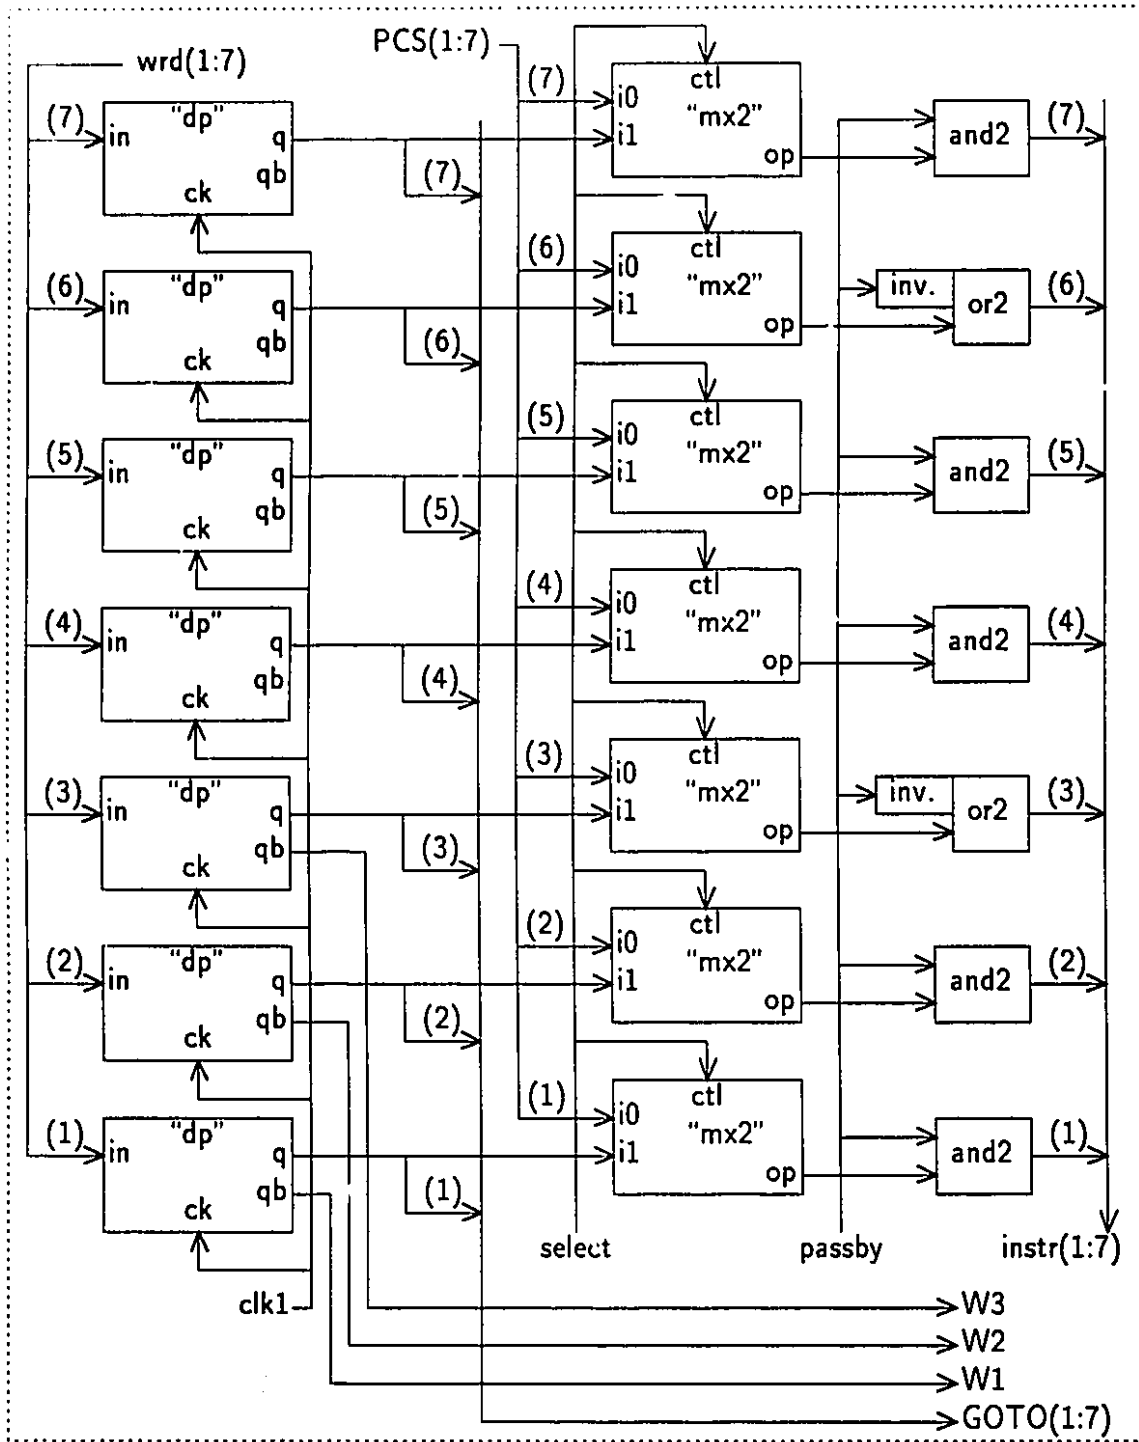 PCS(1:7)
wrd(1:7)
(7) in "dp" q qb ck (7)
(7) i0 i1 ctl "mx2" op and2 (7)
(6) in "dp" q qb ck (6)
(6) i0 i1 ctl "mx2" op inv. or2 (6)
(5) in "dp" q qb ck (5)
(5) i0 i1 ctl "mx2" op and2 (5)
(4) in "dp" q qb ck (4)
(4) i0 i1 ctl "mx2" op and2 (4)
(3) in "dp" q qb ck (3)
(3) i0 i1 ctl "mx2" op inv. or2 (3)
(2) in "dp" q qb ck (2)
(2) i0 i1 ctl "mx2" op and2 (2)
(1) in "dp" q qb ck (1)
(1) i0 i1 ctl "mx2" op and2 (1)
select passby instr(1:7)
clk1
W3
W2
W1
GOTO(1:7)